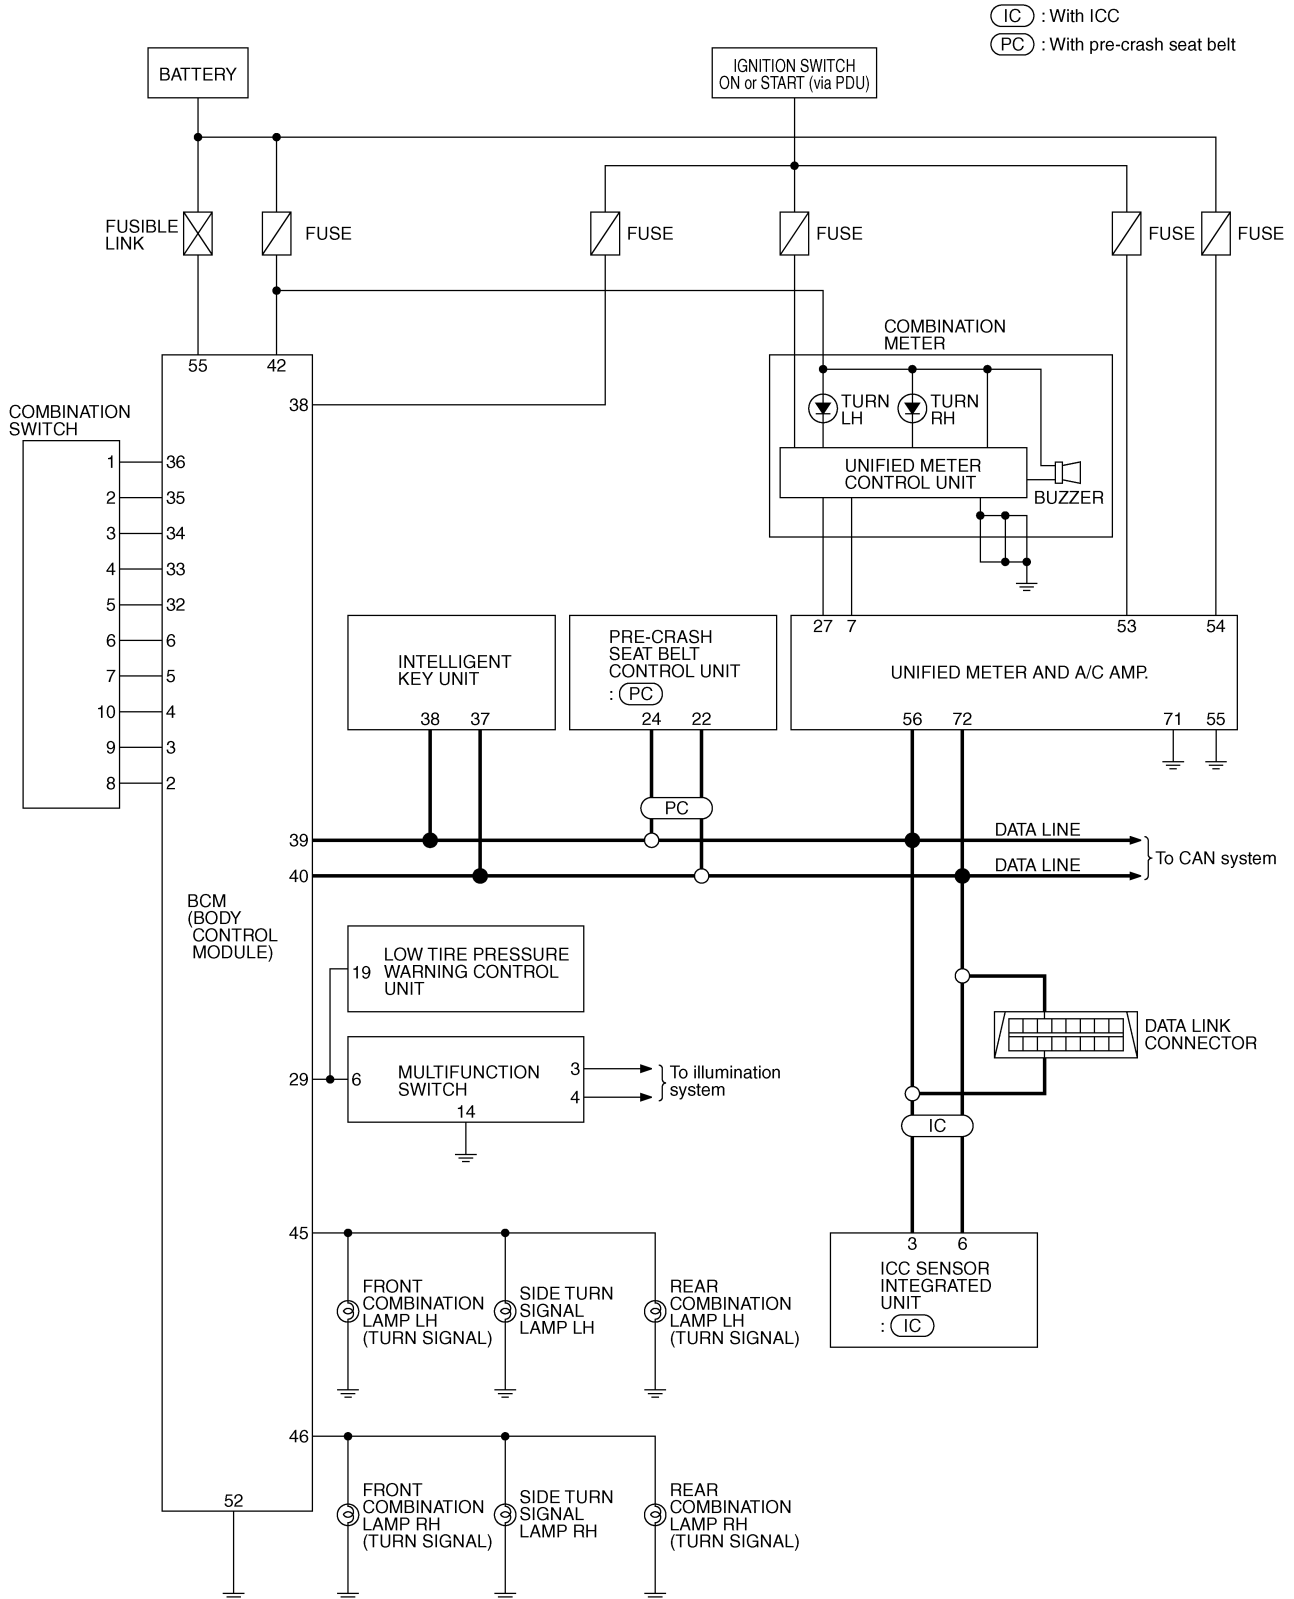 IC : With ICC
PC : With pre-crash seat belt
BATTERY
IGNITION SWITCH
ON or START (via PDU)
FUSIBLE
LINK
FUSE
FUSE
FUSE
FUSE
FUSE
COMBINATION
METER
TURN
LH
TURN
RH
UNIFIED METER
CONTROL UNIT
BUZZER
55
42
38
COMBINATION
SWITCH
1
36
2
35
3
34
4
33
5
32
6
6
7
5
10
4
9
3
8
2
INTELLIGENT
KEY UNIT
38
37
PRE-CRASH
SEAT BELT
CONTROL UNIT
: PC
24
22
27
7
53
54
UNIFIED METER AND A/C AMP.
56
72
71
55
PC
39
DATA LINE
40
DATA LINE
To CAN system
BCM
(BODY
CONTROL
MODULE)
19
LOW TIRE PRESSURE
WARNING CONTROL
UNIT
DATA LINK
CONNECTOR
29
6
MULTIFUNCTION
SWITCH
3
4
14
To illumination
system
IC
45
3
6
ICC SENSOR
INTEGRATED
UNIT
: IC
FRONT
COMBINATION
LAMP LH
(TURN SIGNAL)
SIDE TURN
SIGNAL
LAMP LH
REAR
COMBINATION
LAMP LH
(TURN SIGNAL)
46
52
FRONT
COMBINATION
LAMP RH
(TURN SIGNAL)
SIDE TURN
SIGNAL
LAMP RH
REAR
COMBINATION
LAMP RH
(TURN SIGNAL)